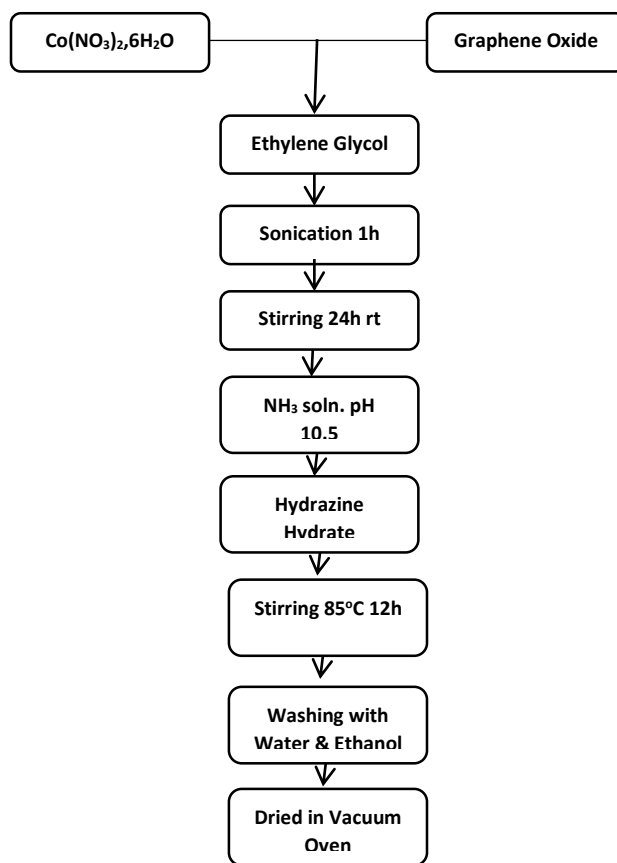 Co(NO₃)₂,6H₂O
Graphene Oxide
Ethylene Glycol
Sonication 1h
Stirring 24h rt
NH₃ soln. pH
10.5
Hydrazine
Hydrate
Stirring 85°C 12h
Washing with
Water & Ethanol
Dried in Vacuum
Oven